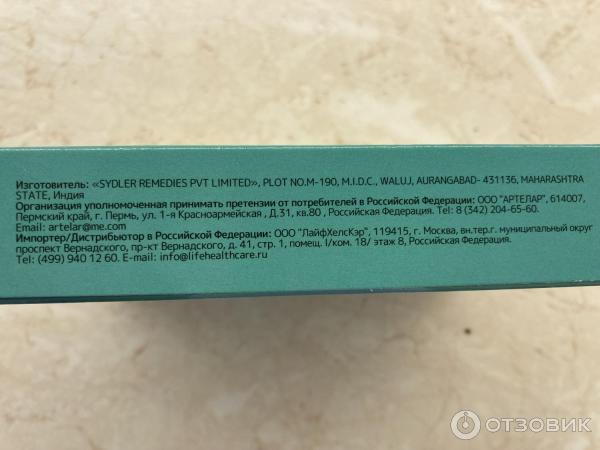 Изготовитель: «SYDLER REMEDIES PVT LIMITED», PLOT NO.M-190, M.I.D.C., WALUJ, AURANGABAD- 431136, MAHARASHTRA
STATE, Индия
Организация уполномоченная принимать претензии от потребителей в Российской Федерации: ООО "АРТЕЛАР", 614007,
Пермский край, г. Пермь, ул. 1-я Красноармейская , Д.31, кв.80 , Российская Федерация. Тел: 8 (342) 204-65-60.
Email: artelar@me.com
Импортер/Дистрибьютор в Российской Федерации: ООО "ЛайфХелсКэр", 119415, г. Москва, вн.тер.г. муниципальный округ
проспект Вернадского, пр-кт Вернадского, д. 41, стр. 1, помещ. I/ком. 18/ этаж 8, Российская Федерация.
Tel: (499) 940 12 60. E-mail: info@lifehealthcare.ru
ОТЗОВИК